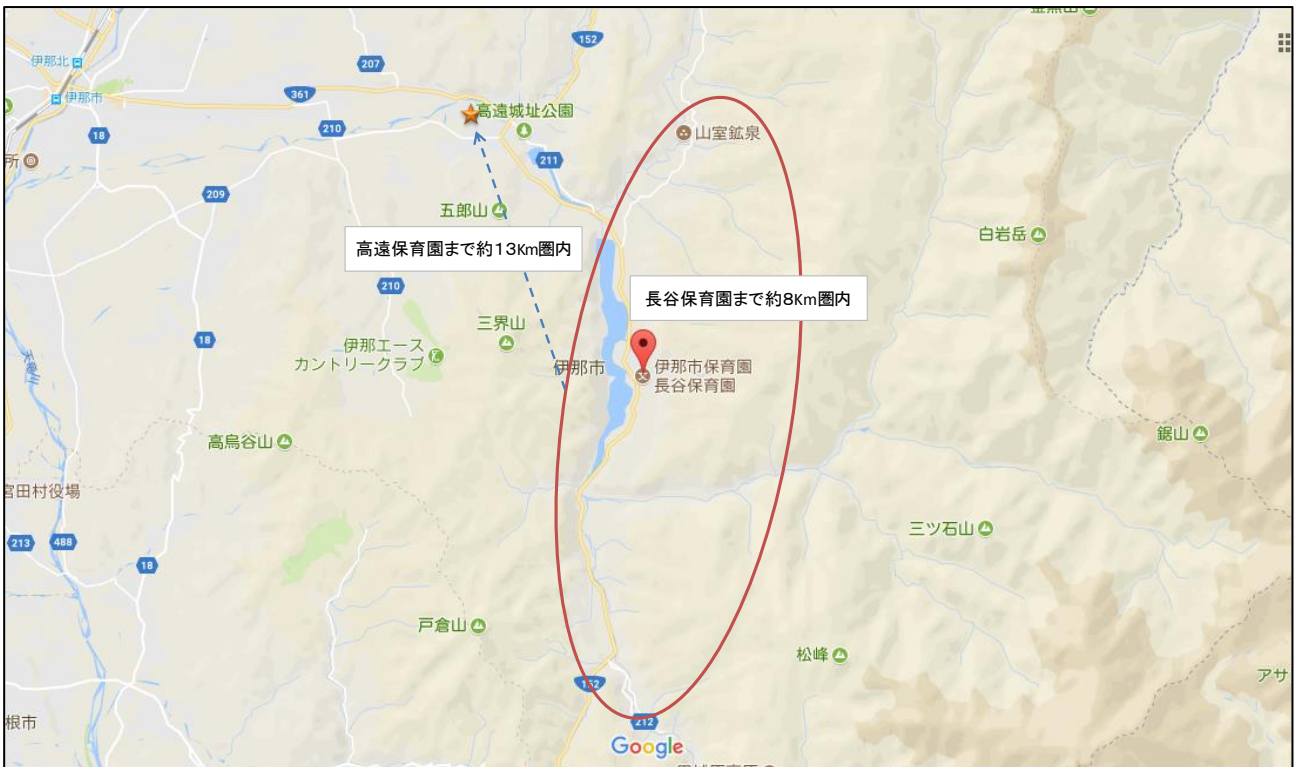 152
伊那北
207
伊那市
361
高遠城址公園
210
18
山室鉱泉
所
211
209
五郎山
白岩岳
高遠保育園まで約13Km圏内
210
長谷保育園まで約8Km圏内
三界山
18
伊那エース
カントリークラブ
伊那市
伊那市保育園
長谷保育園
天竜川
高烏谷山
鋸山
宮田村役場
三ツ石山
213
488
18
戸倉山
松峰
アサ
152
根市
212
Google